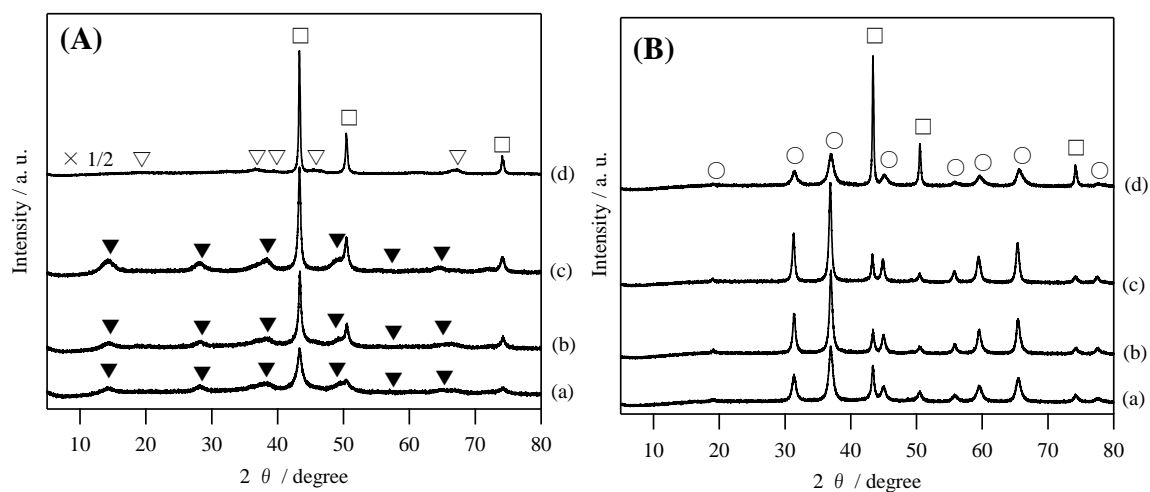 (A)
Intensity / a. u.
× 1/2
(d)
(c)
(b)
(a)
10 20 30 40 50 60 70 80
2 θ / degree
(B)
Intensity / a. u.
(d)
(c)
(b)
(a)
10 20 30 40 50 60 70 80
2 θ / degree